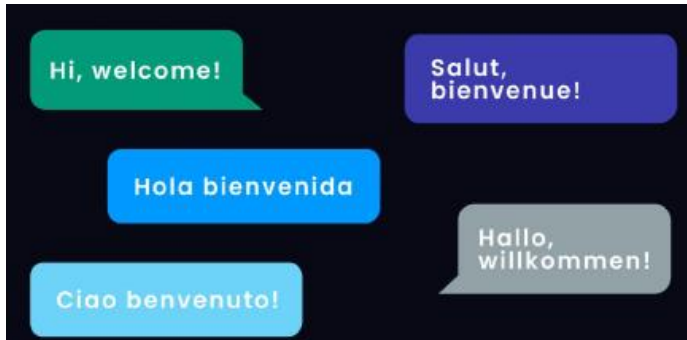 Hi, welcome!
Salut,
bienvenue!
Hola bienvenida
Hallo,
willkommen!
Ciao benvenuto!